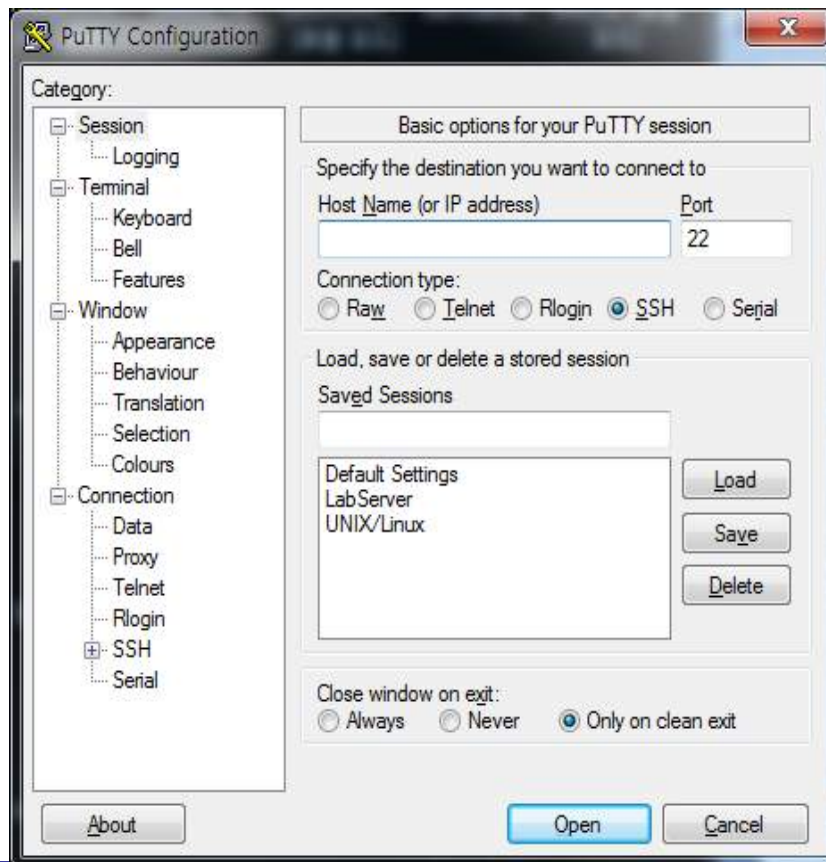 PuTTY Configuration
Category:
Session
Logging
Terminal
Keyboard
Bell
Features
Window
Appearance
Behaviour
Translation
Selection
Colours
Connection
Data
Proxy
Telnet
Rlogin
SSH
Serial
Basic options for your PuTTY session
Specify the destination you want to connect to
Host Name (or IP address) Port
22
Connection type:
Raw Telnet Rlogin SSH Serial
Load, save or delete a stored session
Saved Sessions
Default Settings
LabServer
UNIX/Linux
Load
Save
Delete
Close window on exit:
Always Never Only on clean exit
About Open Cancel